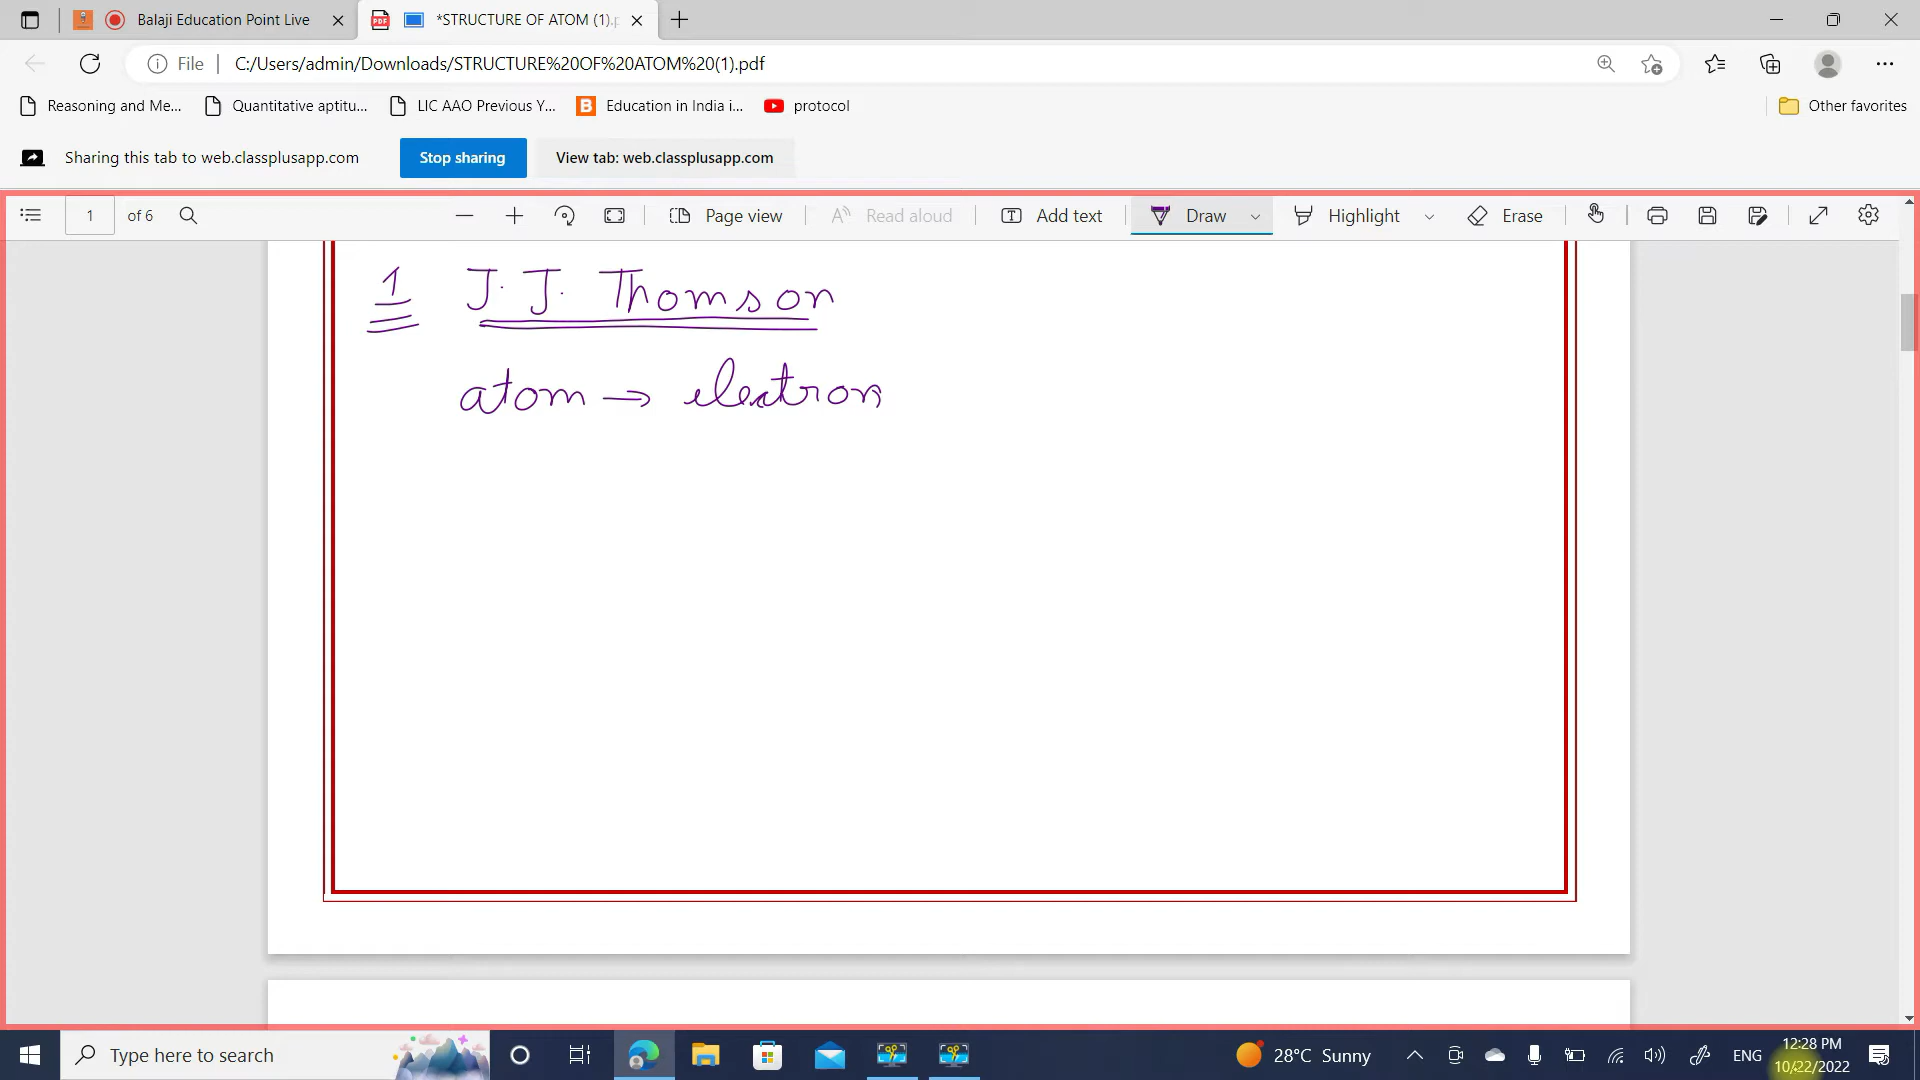 Balaji Education Point Live
*STRUCTURE OF ATOM (1).p
File C:/Users/admin/Downloads/STRUCTURE%20OF%20ATOM%20(1).pdf
Reasoning and Me... Quantitative aptitu... LIC AAO Previous Y... Education in India i... protocol Other favorites
Sharing this tab to web.classplusapp.com Stop sharing View tab: web.classplusapp.com
1 of 6 Page view Read aloud Add text Draw Highlight Erase
1 J. J. Thomson
atom → electron
Type here to search 28°C Sunny ENG 12:28 PM
10/22/2022